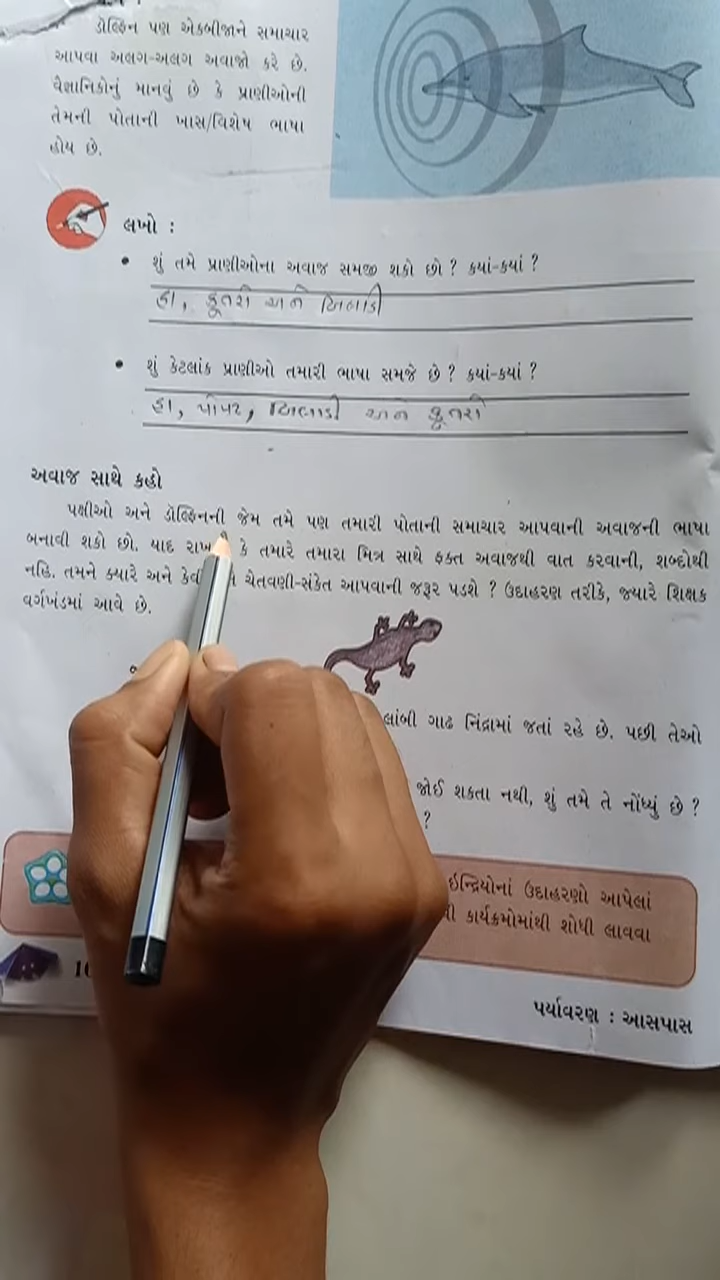 ડોલ્ફિન પણ એકબીજાને સમાચાર
આપવા અલગ-અલગ અવાજો કરે છે.
વૈજ્ઞાનિકોનું માનવું છે કે પ્રાણીઓની
તેમની પોતાની ખાસ/વિશેષ ભાષા
હોય છે.
લખો :
• શું તમે પ્રાણીઓના અવાજ સમજી શકો છો ? કયાં-કયાં ?
હા, કૂતરો અને બિલાડી
• શું કેટલાંક પ્રાણીઓ તમારી ભાષા સમજે છે ? કયાં-કયાં ?
હા, પોપટ, બિલાડી અને કૂતરો
અવાજ સાથે કહો
પક્ષીઓ અને ડોલ્ફિનની જેમ તમે પણ તમારી પોતાની સમાચાર આપવાની અવાજની ભાષા
બનાવી શકો છો. યાદ રાખ કે તમારે તમારા મિત્ર સાથે ફક્ત અવાજથી વાત કરવાની, શબ્દોથી
નહિ. તમને ક્યારે અને ચેતવણી-સંકેત આપવાની જરૂર પડશે ? ઉદાહરણ તરીકે, જ્યારે શિક્ષક
વર્ગખંડમાં આવે છે.
લાંબી ગાઢ નિંદ્રામાં જતાં રહે છે. પછી તેઓ
જોઈ શકતા નથી, શું તમે તે નોંધ્યું છે ?
?
ઇન્દ્રિયોનાં ઉદાહરણો આપેલાં
કાર્યક્રમોમાંથી શોધી લાવવા
પર્યાવરણ : આસપાસ